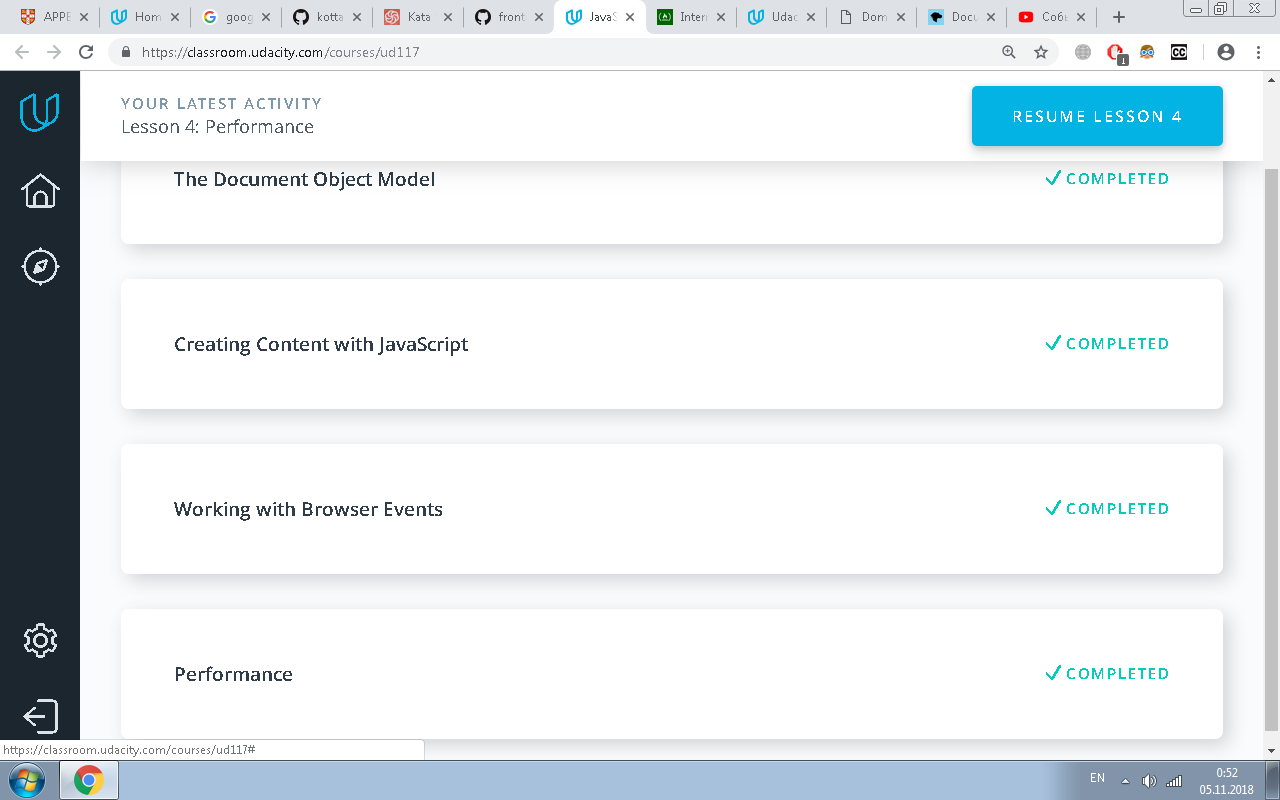 APPE
Hom
goog
kotta
Kata
front
JavaS
Intern
Udac
Dom
Docu
https://classroom.udacity.com/courses/ud117
1
CC
YOUR LATEST ACTIVITY
Lesson 4: Performance
RESUME LESSON 4
The Document Object Model
COMPLETED
Creating Content with JavaScript
COMPLETED
Working with Browser Events
COMPLETED
Performance
COMPLETED
https://classroom.udacity.com/courses/ud117#
EN
0:52
05.11.2018